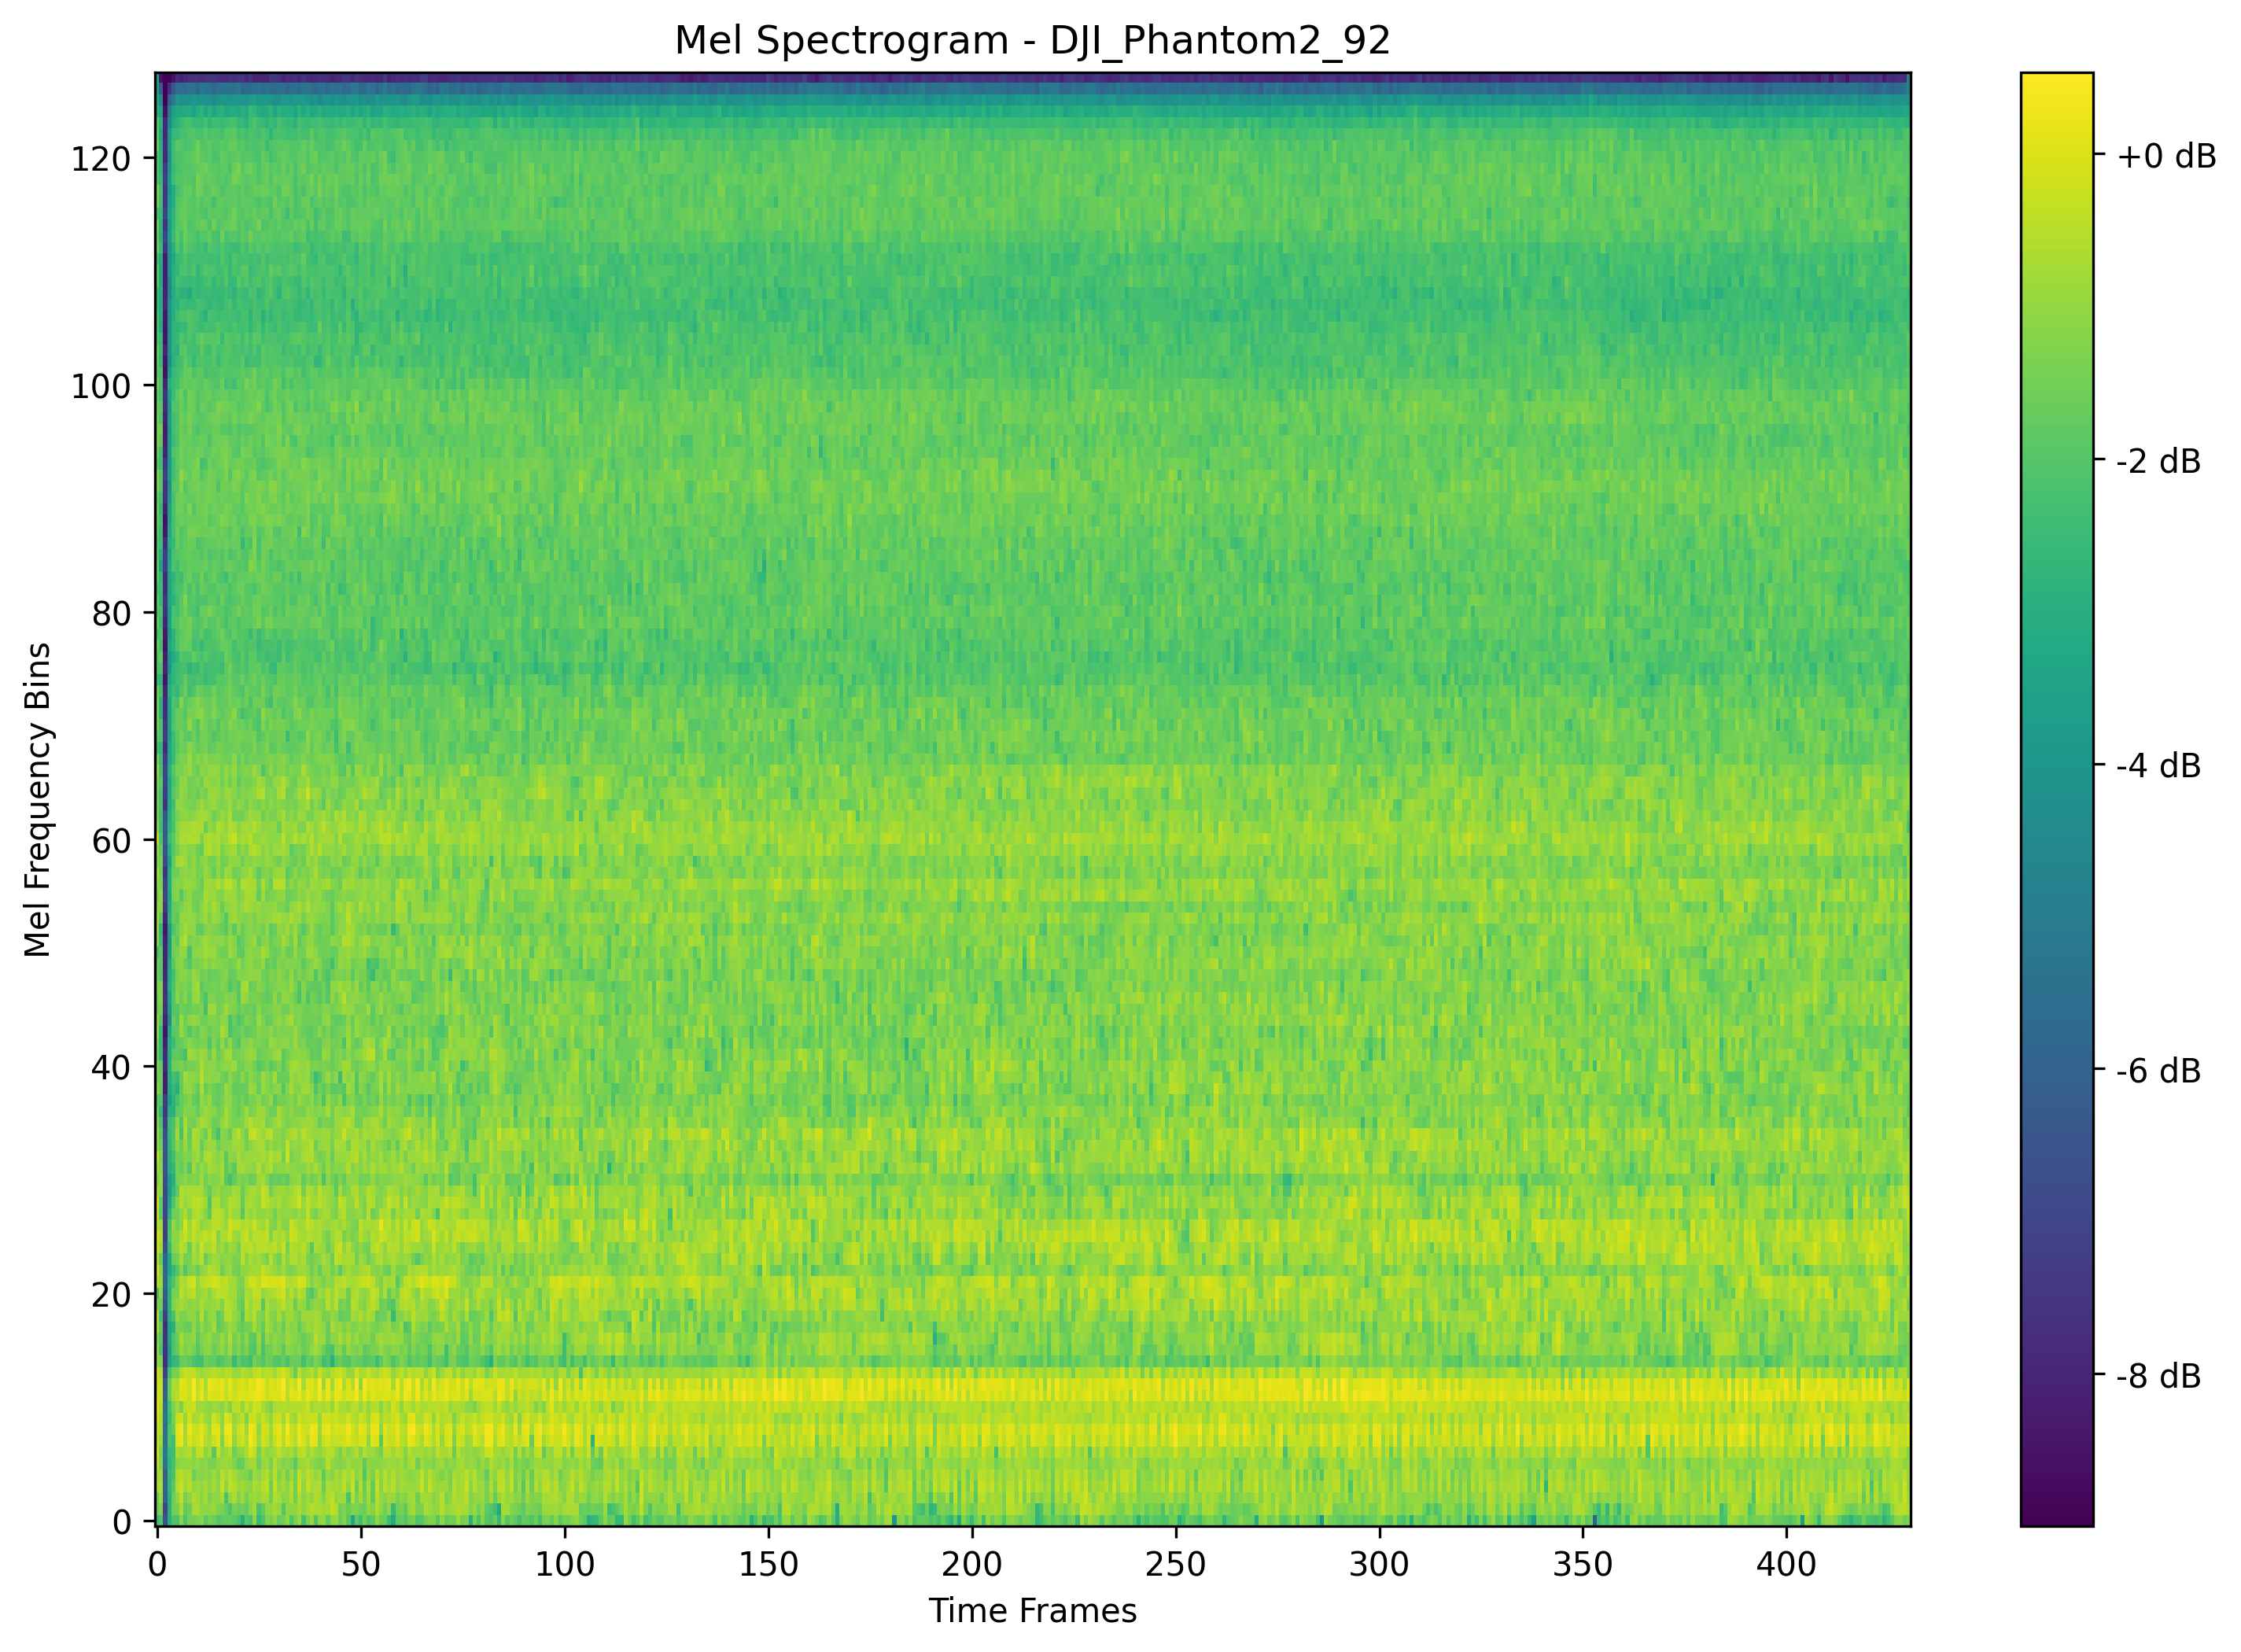 Mel Spectrogram - DJI_Phantom2_92
120
100
80
60
40
20
0
Mel Frequency Bins
0 50 100 150 200 250 300 350 400
Time Frames
+0 dB
-2 dB
-4 dB
-6 dB
-8 dB